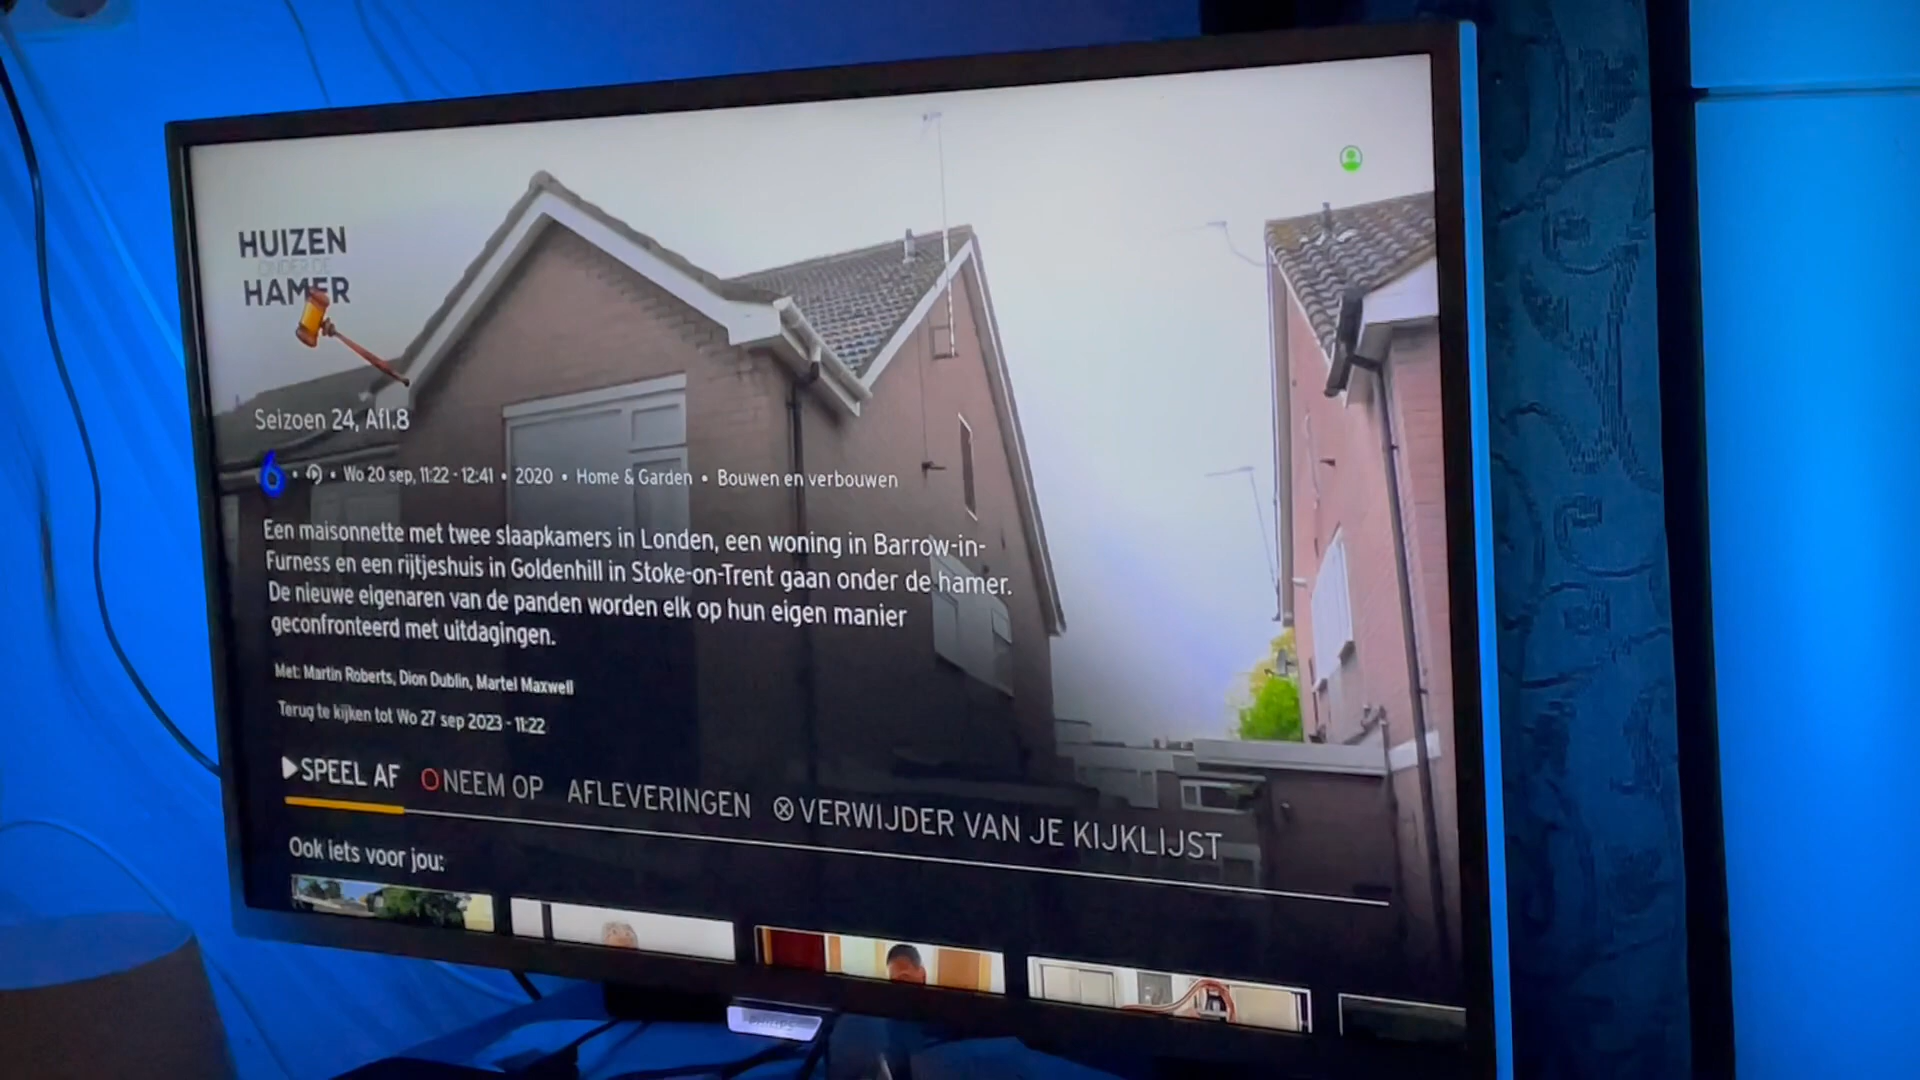 HUIZEN
ONDER DE
HAMER
Seizoen 24, Afl.8
6 • • Wo 20 sep, 11:22 - 12:41 • 2020 • Home & Garden • Bouwen en verbouwen
Een maisonnette met twee slaapkamers in Londen, een woning in Barrow-in-
Furness en een rijtjeshuis in Goldenhill in Stoke-on-Trent gaan onder de hamer.
De nieuwe eigenaren van de panden worden elk op hun eigen manier
geconfronteerd met uitdagingen.
Met: Martin Roberts, Dion Dublin, Martel Maxwell
Terug te kijken tot Wo 27 sep 2023 - 11:22
SPEEL AF NEEM OP AFLEVERINGEN VERWIJDER VAN JE KIJKLIJST
Ook iets voor jou:
PHILIPS